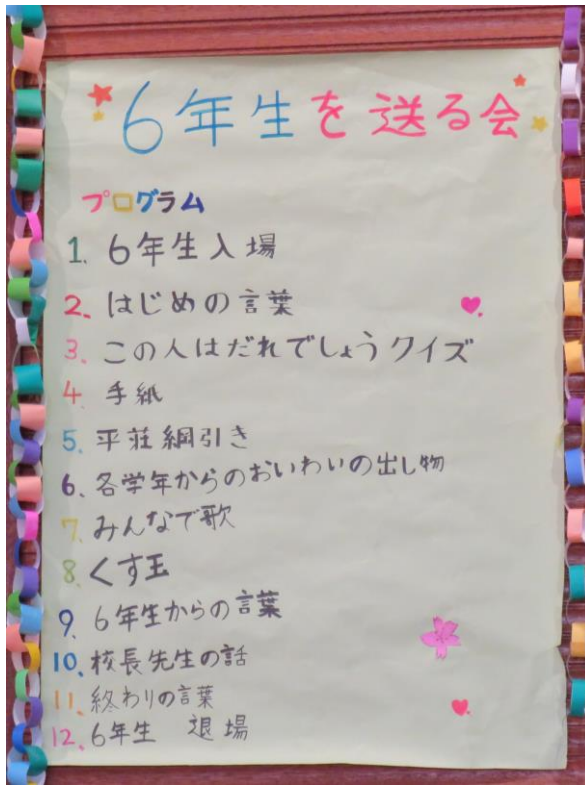 6年生を送る会
プログラム
1. 6年生入場
2、はじめの言葉
3、この人はだれでしょうクイズ
4. 手紙
5、平荘綱引き
6、各学年からのおいわいの出し物
7、みんなで歌
8、くす玉
9、6年生からの言葉
10、校長先生の話
11、終わりの言葉
12、6年生 退場